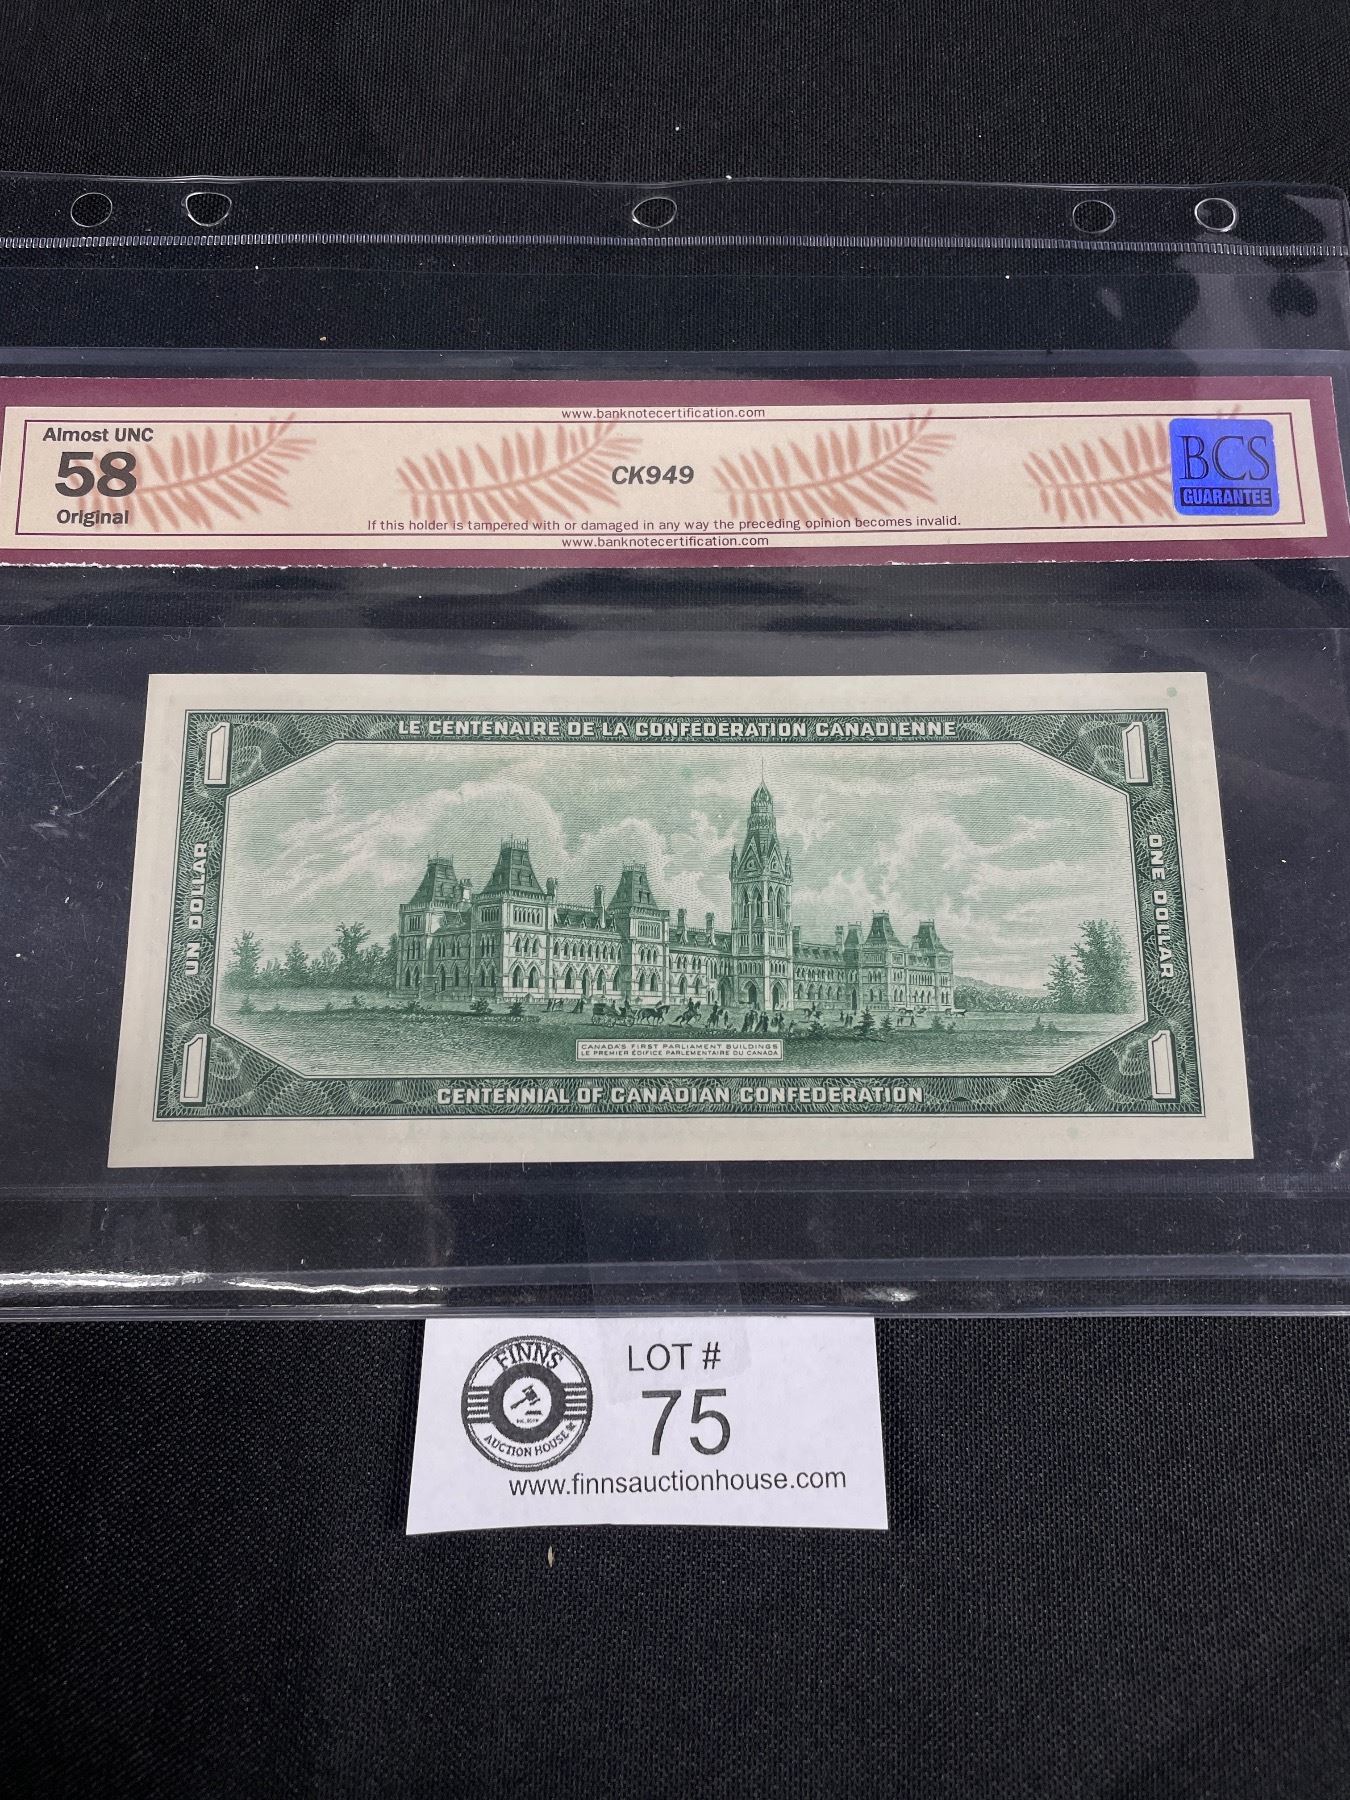 www.banknotecertification.com
Almost UNC
58
Original
CK949
BCS
GUARANTEE
If this holder is tampered with or damaged in any way the preceding opinion becomes invalid.
www.banknotecertification.com
1
LE CENTENAIRE DE LA CONFEDERATION CANADIENNE
1
UN DOLLAR
ONE DOLLAR
CANADA'S FIRST PARLIAMENT BUILDINGS
LE PREMIER ÉDIFICE PARLEMENTAIRE DU CANADA
1
CENTENNIAL OF CANADIAN CONFEDERATION
1
FINNS
AUCTION HOUSE
LOT #
75
www.finnsauctionhouse.com